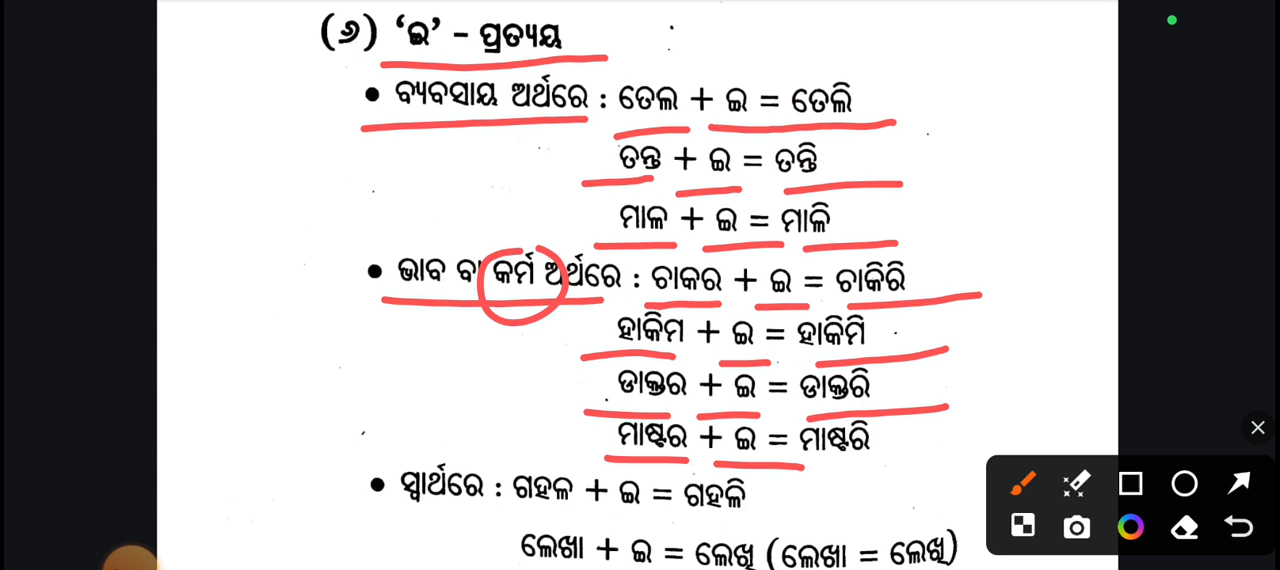 (୬) ‘ଇ’ – ପ୍ରତ୍ୟୟ
• ବ୍ୟବସାୟ ଅର୍ଥରେ : ତେଲ + ଇ = ତେଲି
ତନ୍ତ + ଇ = ତନ୍ତି
ମାଳ + ଇ = ମାଳି
• ଭାବ ବା କର୍ମ ଅର୍ଥରେ : ଚାକର + ଇ = ଚାକିରି
ହାକିମ + ଇ = ହାକିମି
ଡାକ୍ତର + ଇ = ଡାକ୍ତରି
ମାଷ୍ଟର + ଇ = ମାଷ୍ଟରି
• ସ୍ୱାର୍ଥରେ : ଗହଳ + ଇ = ଗହଳି
ଲେଖା + ଇ = ଲେଖି (ଲେଖା = ଲେଖି)